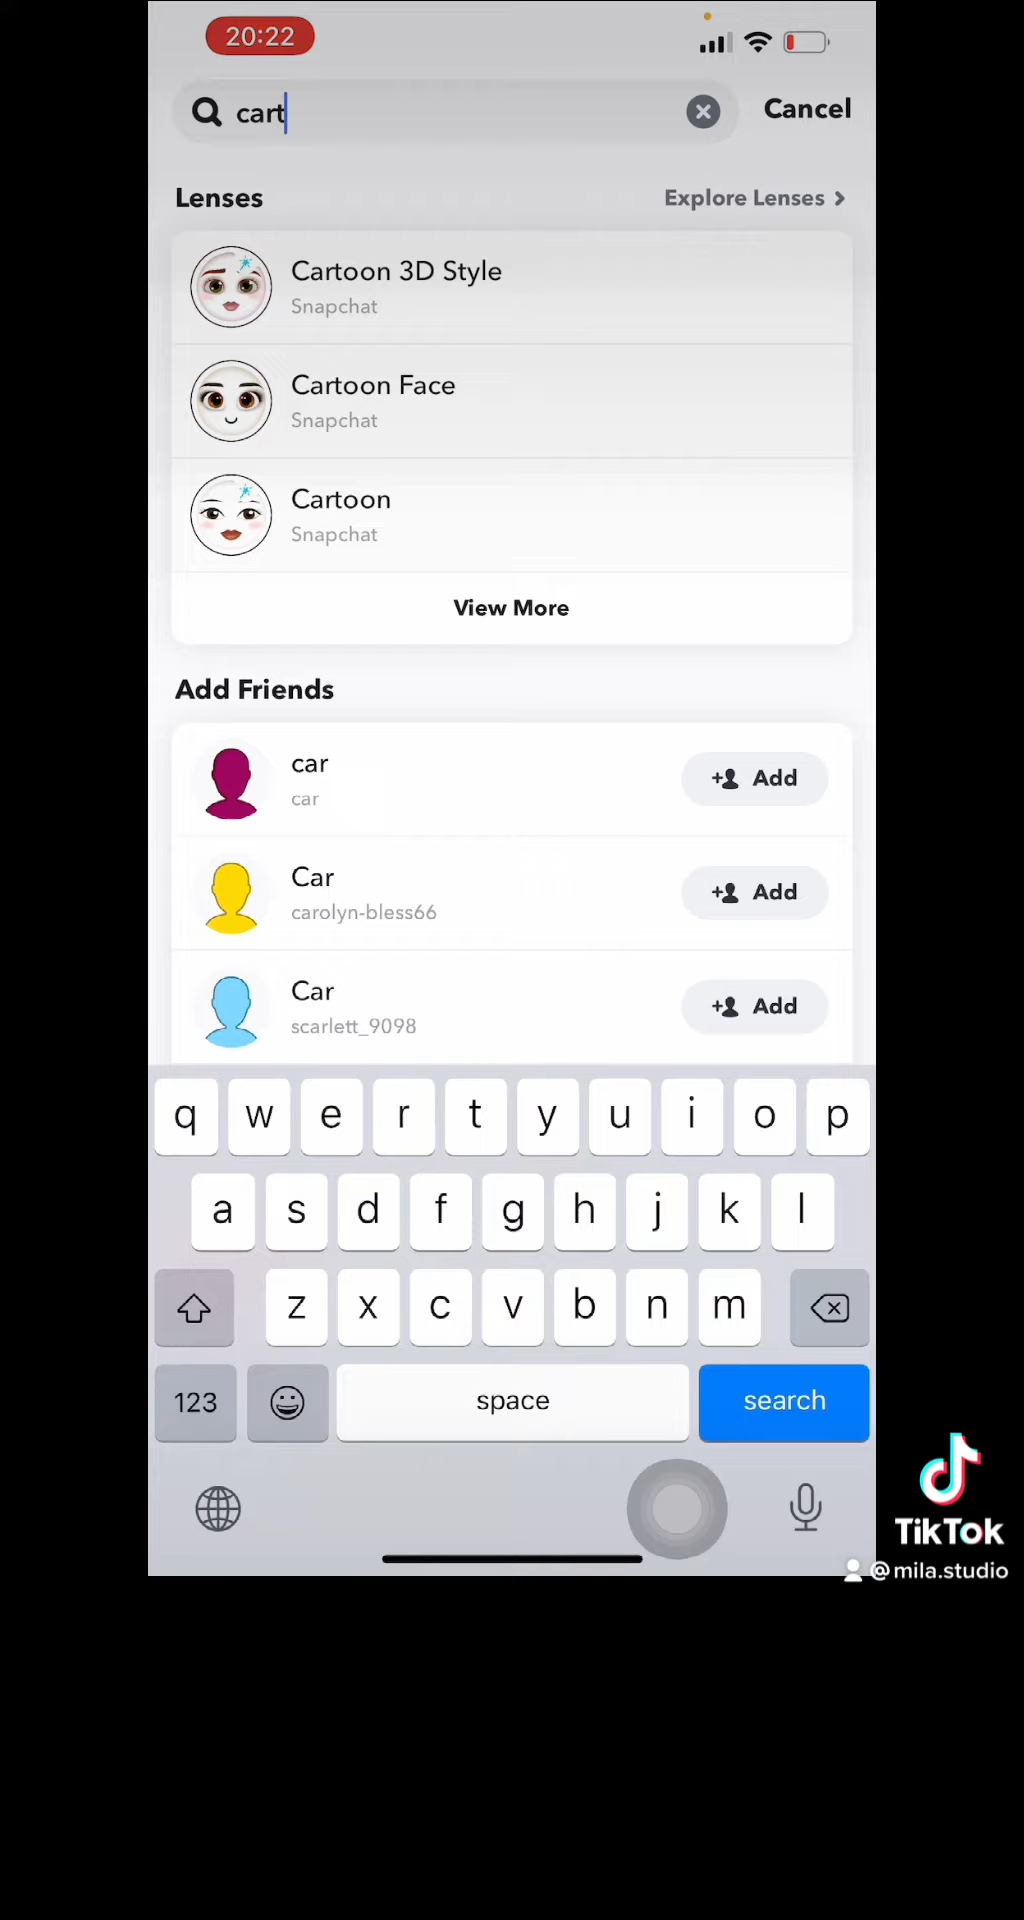 20:22
cart
Cancel
Lenses
Explore Lenses >
Cartoon 3D Style
Snapchat
Cartoon Face
Snapchat
Cartoon
Snapchat
View More
Add Friends
car
car
Add
Car
carolyn-bless66
Add
Car
scarlett_9098
Add
q w e r t y u i o p
a s d f g h j k l
z x c v b n m
123 space search
TikTok
@mila.studio